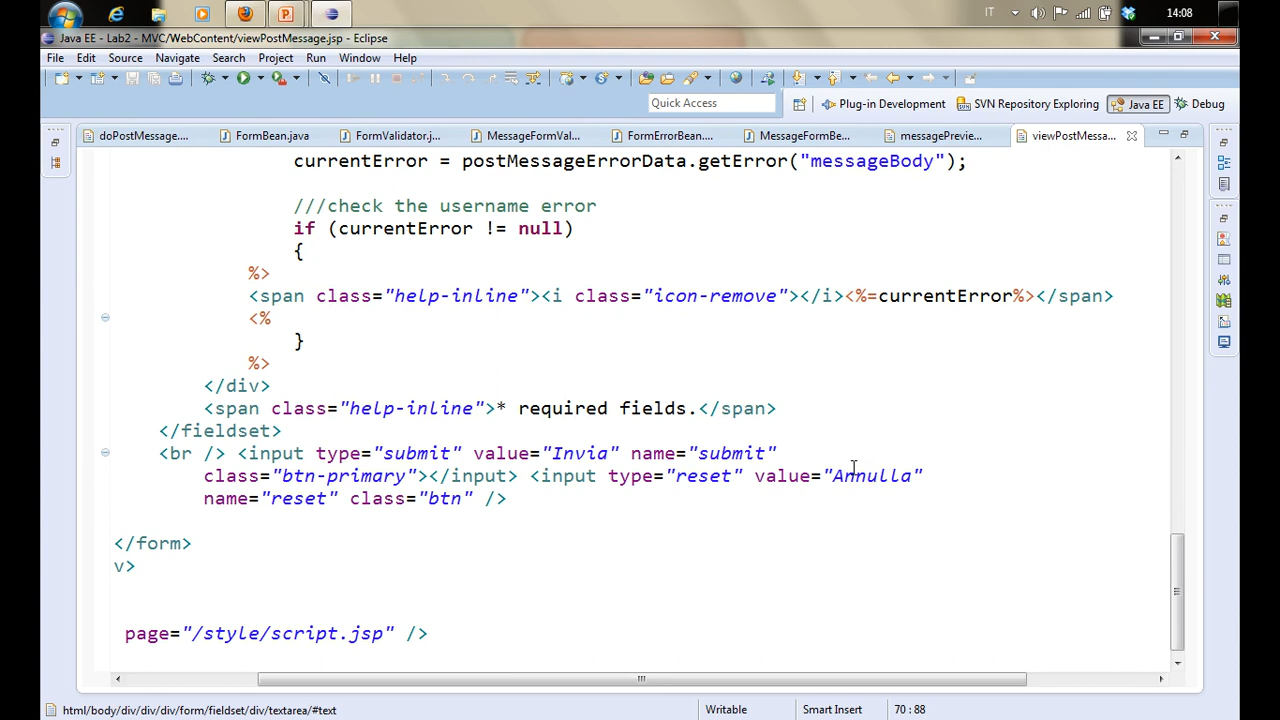 IT 14:08
Java EE - Lab2 - MVC/WebContent/viewPostMessage.jsp - Eclipse
File Edit Source Navigate Search Project Run Window Help
Quick Access Plug-in Development SVN Repository Exploring Java EE Debug
doPostMessage.... FormBean.java FormValidator.j... MessageFormVal... FormErrorBean.... MessageFormBe... messagePrevie... viewPostMessa...
currentError = postMessageErrorData.getError("messageBody");
///check the username error
if (currentError != null)
{
%>
<span class="help-inline"><i class="icon-remove"></i><%=currentError%></span>
<%
}
%>
</div>
<span class="help-inline">* required fields.</span>
</fieldset>
<br /> <input type="submit" value="Invia" name="submit"
class="btn-primary"></input> <input type="reset" value="Annulla"
name="reset" class="btn" />
</form>
v>
page="/style/script.jsp" />
html/body/div/div/div/form/fieldset/div/textarea/#text Writable Smart Insert 70 : 88